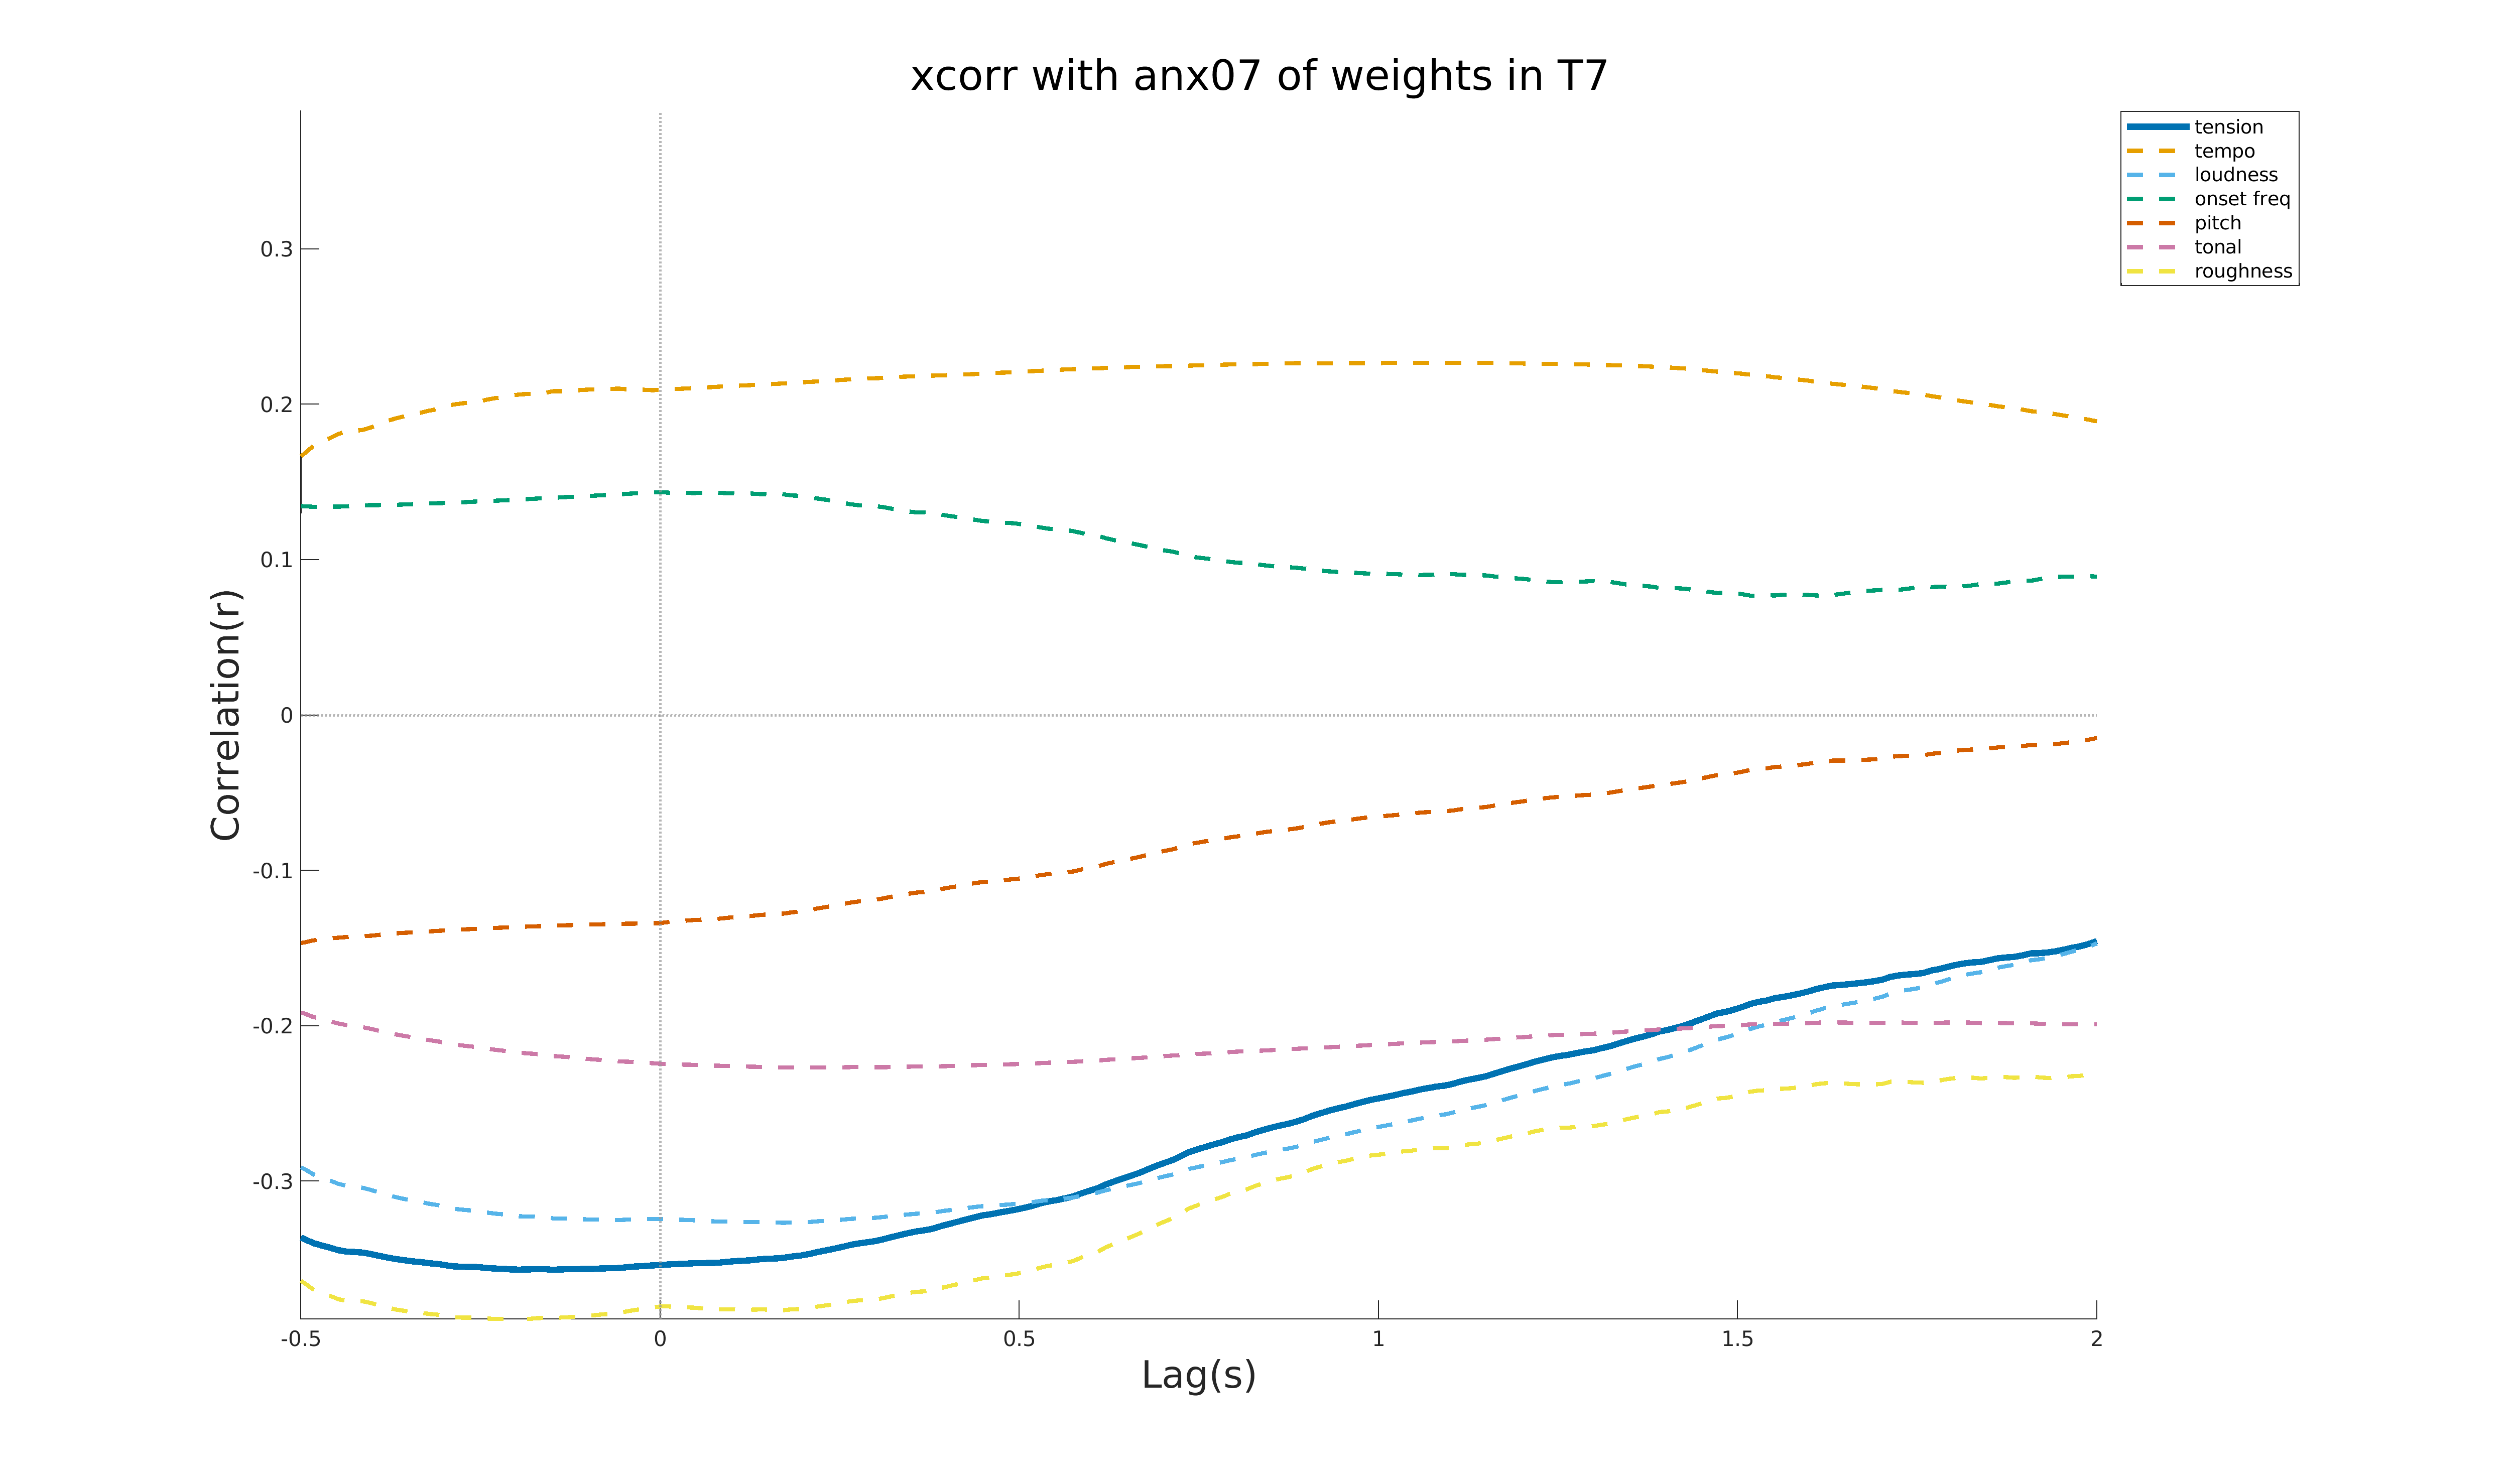 xcorr with anx07 of weights in T7
tension
tempo
loudness
onset freq
pitch
tonal
roughness
Correlation(r)
0.3
0.2
0.1
0
-0.1
-0.2
-0.3
-0.5 0 0.5 1 1.5 2
Lag(s)